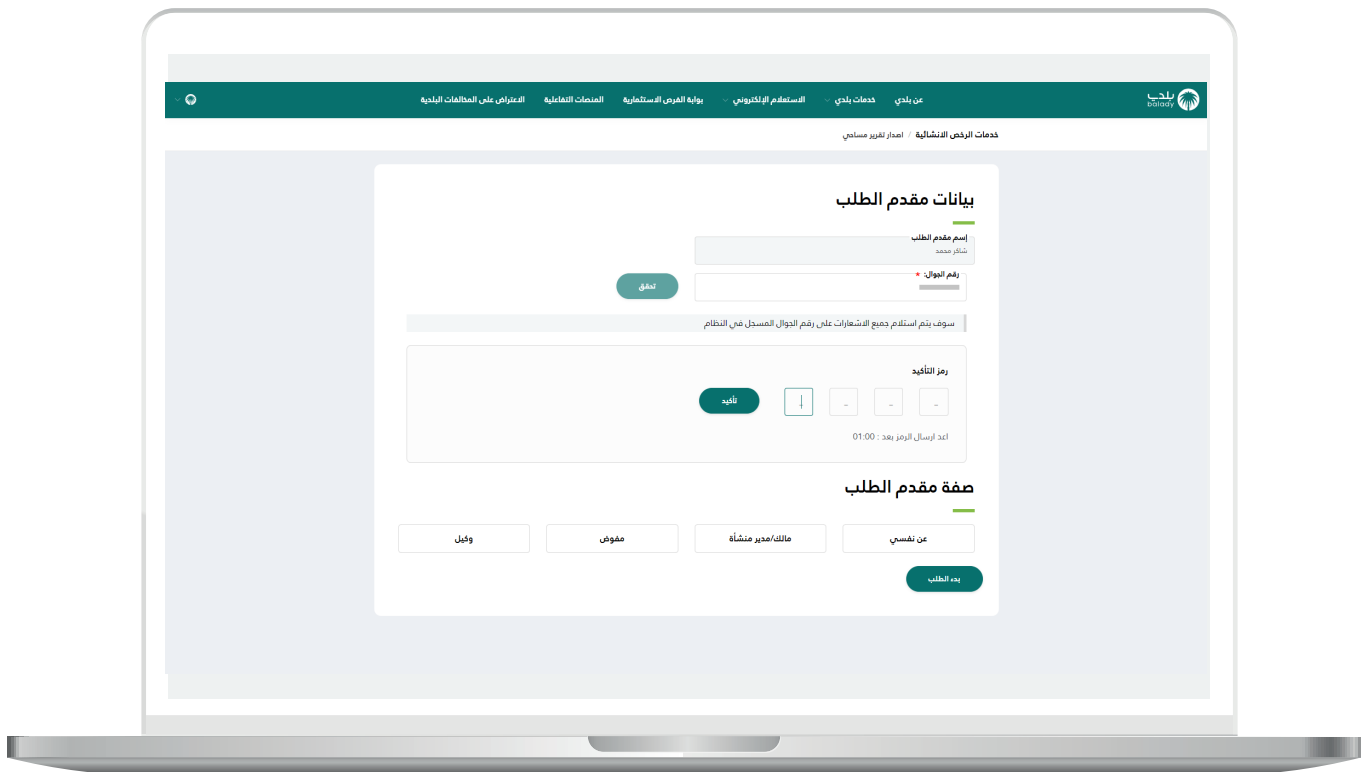 بلدي
balady
عن بلدي خدمات بلدي الاستعلام الإلكتروني بوابة الفرص الاستثمارية المنصات التفاعلية الاعتراض على المخالفات البلدية
خدمات الرخص الانشائية / اصدار تقرير مساحي
بيانات مقدم الطلب
إسم مقدم الطلب
شاكر محمد
رقم الجوال: *
تحقق
سوف يتم استلام جميع الاشعارات على رقم الجوال المسجل في النظام
رمز التأكيد
– – –
تأكيد
اعد ارسال الرمز بعد : 01:00
صفة مقدم الطلب
عن نفسي
مالك/مدير منشأة
مفوض
وكيل
بدء الطلب